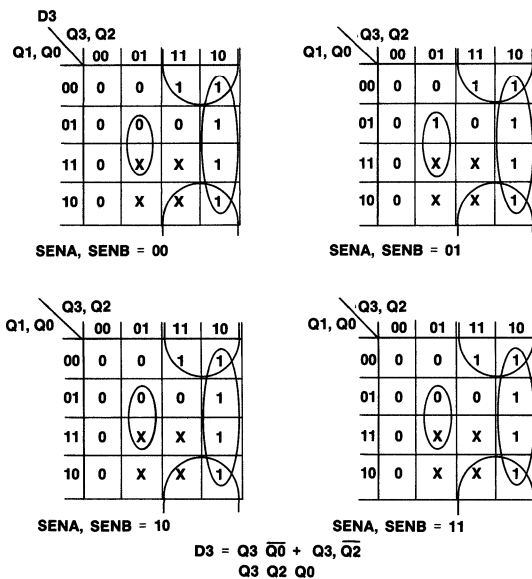 D3
Q3, Q2
Q1, Q0 00 01 11 10
00 0 0 1 1
01 0 0 0 1
11 0 X X 1
10 0 X X 1
SENA, SENB = 00
Q3, Q2
Q1, Q0 00 01 11 10
00 0 0 1 1
01 0 1 0 1
11 0 X X 1
10 0 X X 1
SENA, SENB = 01
Q3, Q2
Q1, Q0 00 01 11 10
00 0 0 1 1
01 0 0 0 1
11 0 X X 1
10 0 X X 1
SENA, SENB = 10
Q3, Q2
Q1, Q0 00 01 11 10
00 0 0 1 1
01 0 0 0 1
11 0 X X 1
10 0 X X 1
SENA, SENB = 11
D3 = Q3 Q̅0̅ + Q3, Q̅2̅
Q3 Q2 Q0